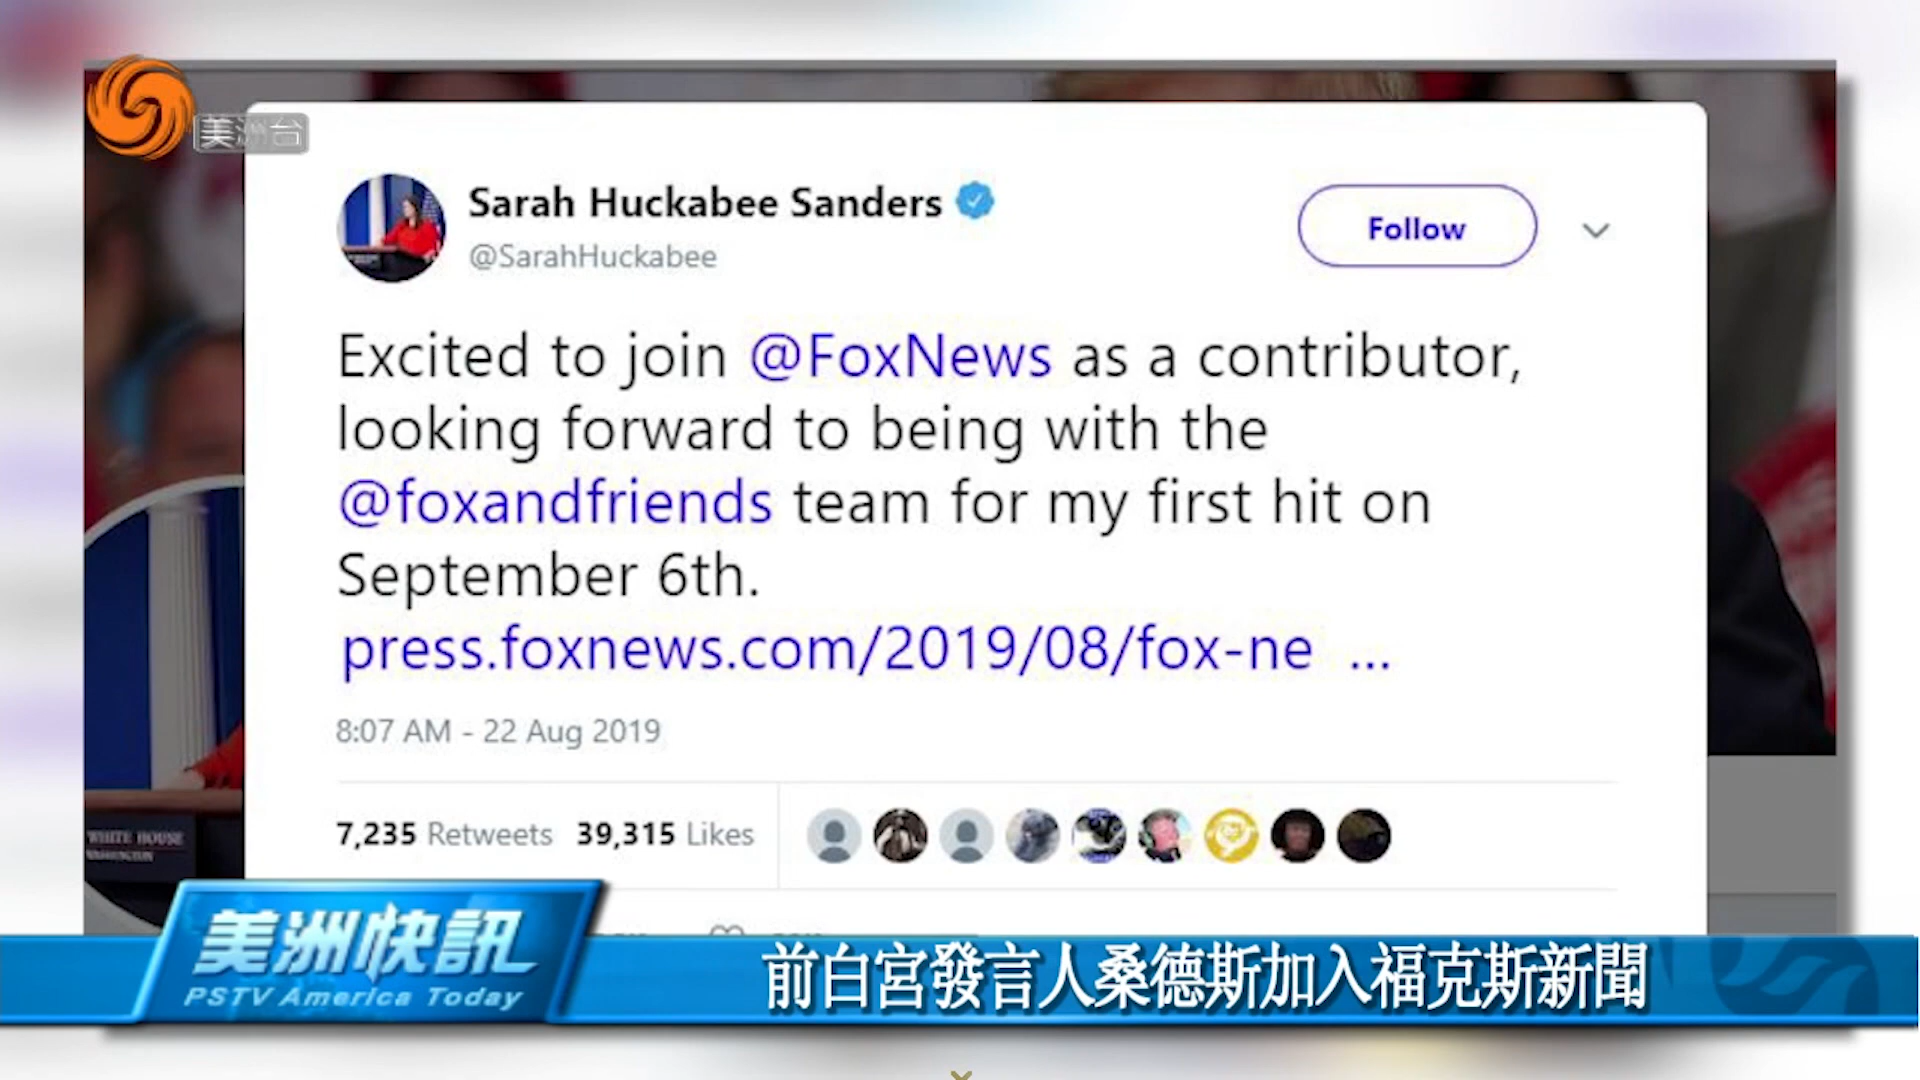 美洲台
Sarah Huckabee Sanders
@SarahHuckabee
Follow
Excited to join @FoxNews as a contributor,
looking forward to being with the
@foxandfriends team for my first hit on
September 6th.
press.foxnews.com/2019/08/fox-ne ...
8:07 AM - 22 Aug 2019
7,235 Retweets 39,315 Likes
WHITE HOUSE
WASHINGTON
美洲快訊
PSTV America Today
前白宮發言人桑德斯加入福克斯新聞